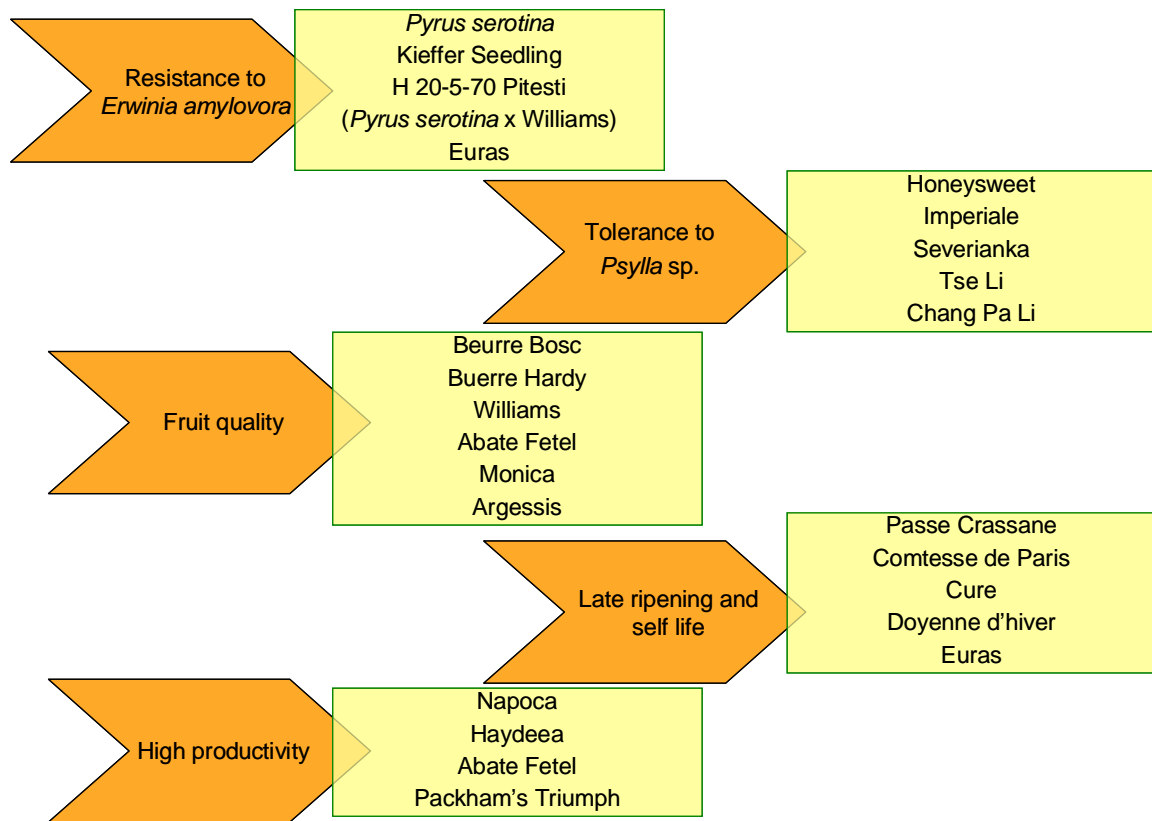 Resistance to
Erwinia amylovora
Pyrus serotina
Kieffer Seedling
H 20-5-70 Pitesti
(Pyrus serotina x Williams)
Euras
Tolerance to
Psylla sp.
Honeysweet
Imperiale
Severianka
Tse Li
Chang Pa Li
Fruit quality
Beurre Bosc
Buerre Hardy
Williams
Abate Fetel
Monica
Argessis
Late ripening and
self life
Passe Crassane
Comtesse de Paris
Cure
Doyenne d'hiver
Euras
High productivity
Napoca
Haydeea
Abate Fetel
Packham's Triumph